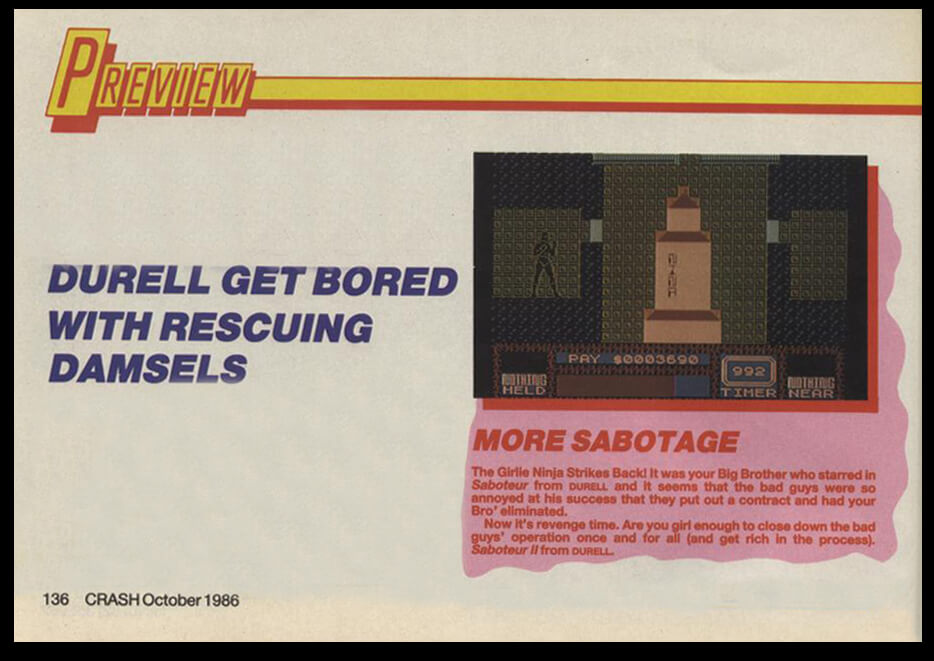 PREVIEW
DURELL GET BORED
WITH RESCUING
DAMSELS
PAY $0003690
992
NOTHING
HELD
TIMER
NOTHING
NEAR
MORE SABOTAGE
The Girlie Ninja Strikes Back! It was your Big Brother who starred in
Saboteur from DURELL and it seems that the bad guys were so
annoyed at his success that they put out a contract and had your
Bro' eliminated.
Now it's revenge time. Are you girl enough to close down the bad
guys' operation once and for all (and get rich in the process).
Saboteur II from DURELL.
136 CRASH October 1986